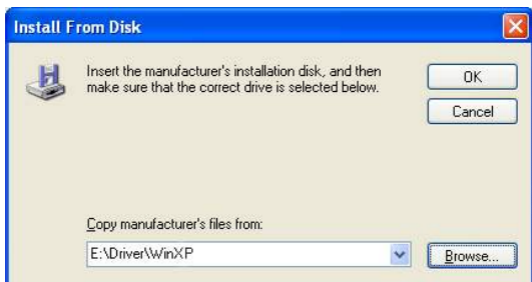 Install From Disk
Insert the manufacturer's installation disk, and then
make sure that the correct drive is selected below.
OK
Cancel
Copy manufacturer's files from:
E:\Driver\WinXP
Browse...